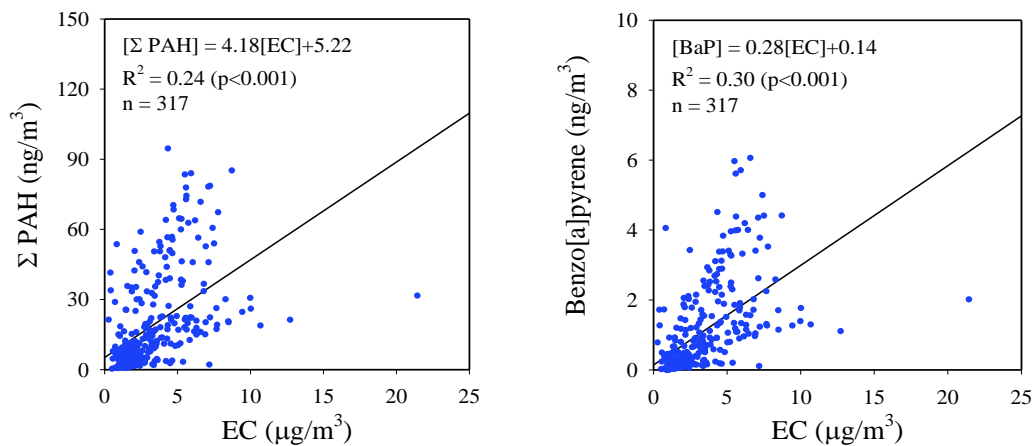 [Σ PAH] = 4.18[EC]+5.22
R² = 0.24 (p<0.001)
n = 317
Σ PAH (ng/m³)
150
120
90
60
30
0
0 5 10 15 20 25
EC (μg/m³)
[BaP] = 0.28[EC]+0.14
R² = 0.30 (p<0.001)
n = 317
Benzo[a]pyrene (ng/m³)
10
8
6
4
2
0
0 5 10 15 20 25
EC (μg/m³)